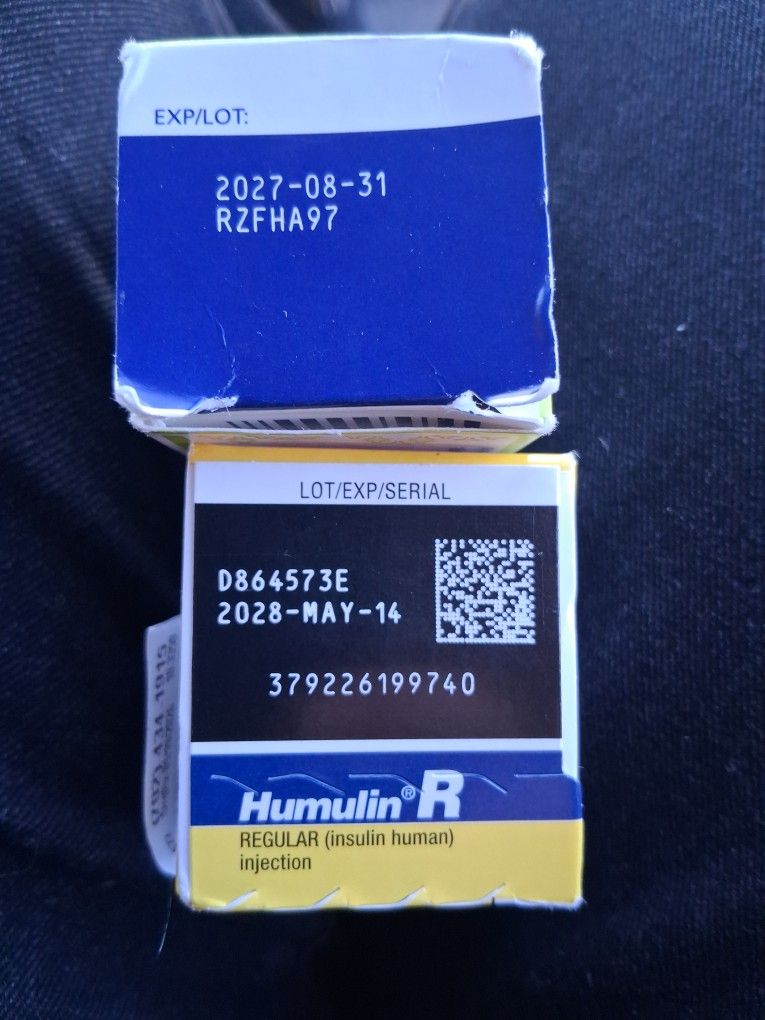 EXP/LOT:
2027-08-31
RZFHA97
LOT/EXP/SERIAL
D864573E
2028-MAY-14
379226199740
Humulin® R
REGULAR (insulin human)
injection